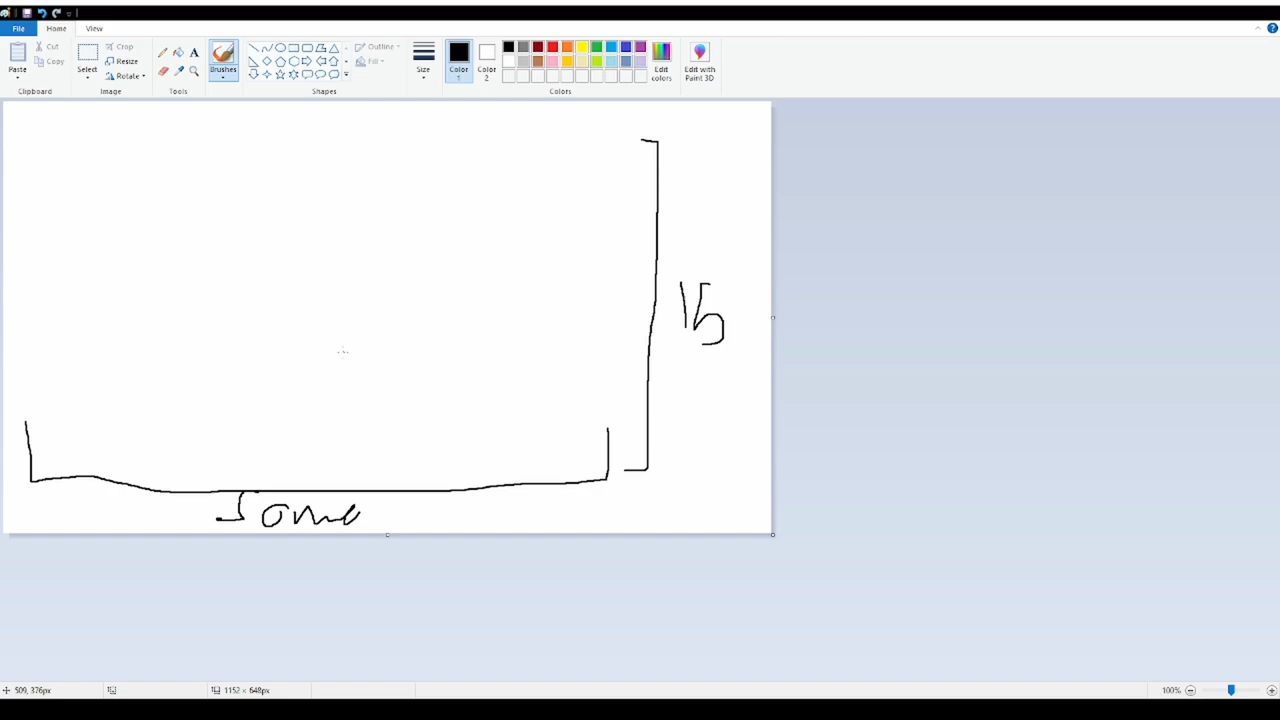 File
Home
View
Paste
Cut
Copy
Clipboard
Select
Crop
Resize
Rotate
Image
A
Tools
Brushes
Outline
Fill
Shapes
Size
Color
1
Color
2
Edit
colors
Colors
Edit with
Paint 3D
15
some
509, 376px
1152 × 648px
100%